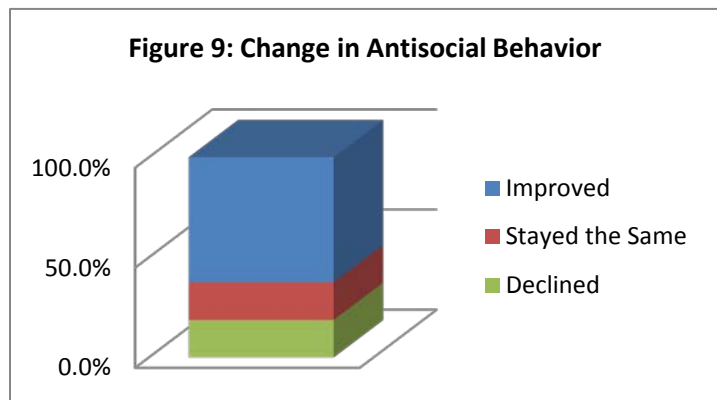 Figure 9: Change in Antisocial Behavior
100.0%
50.0%
0.0%
Improved
Stayed the Same
Declined